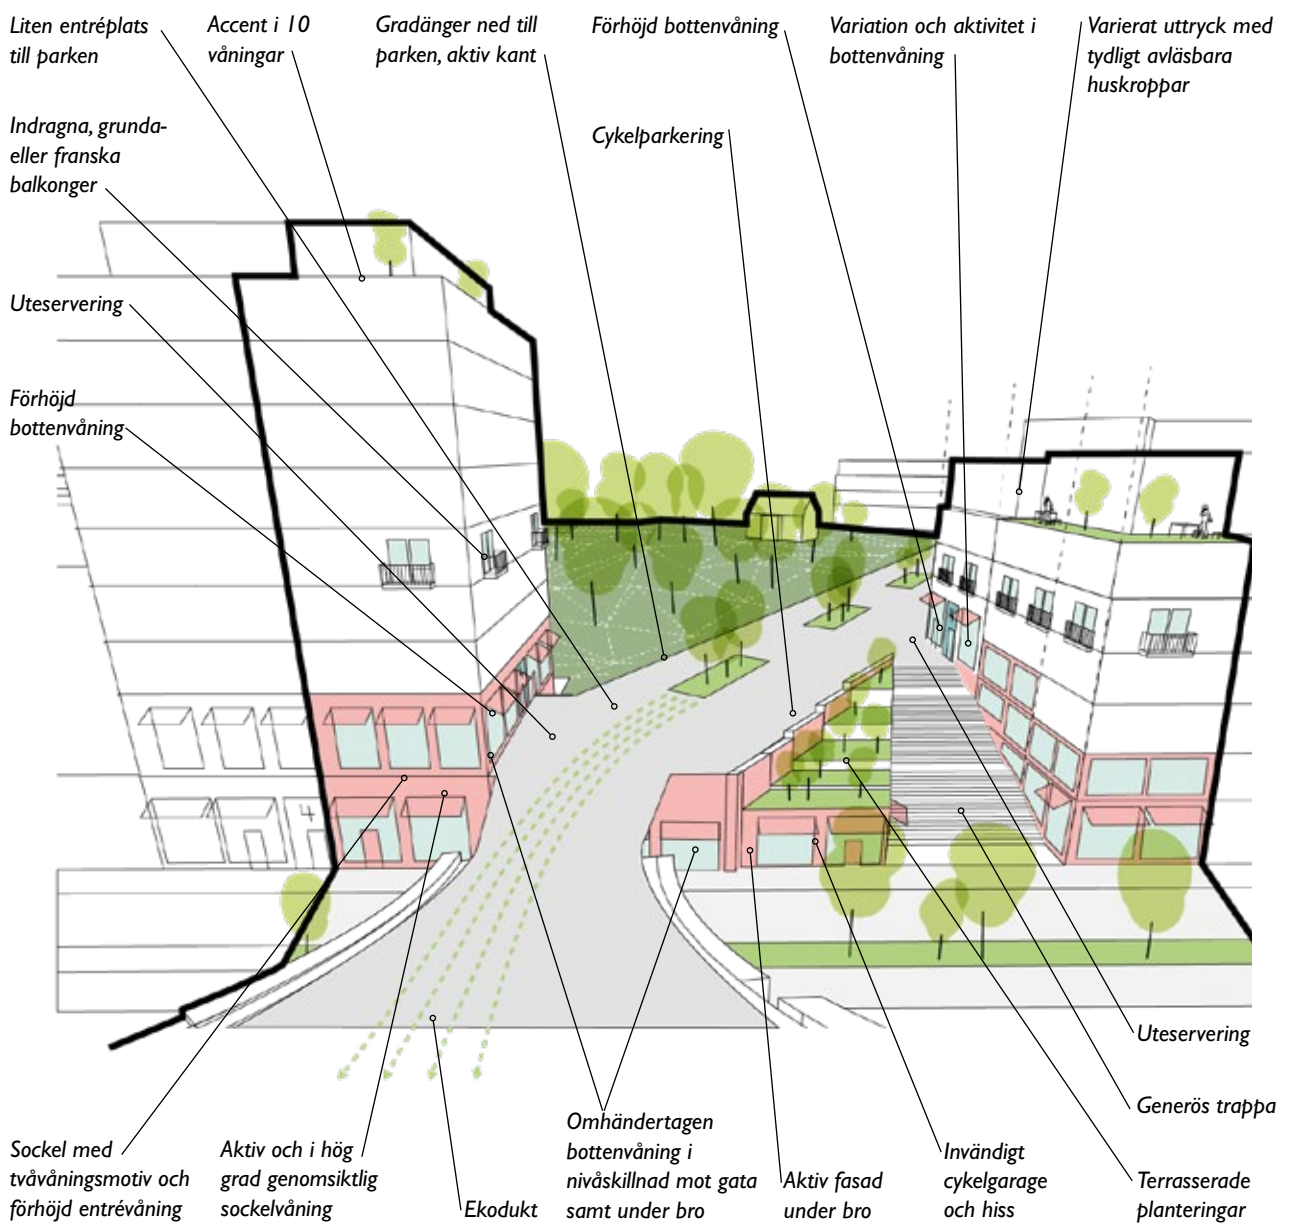 Liten entréplats
till parken
Accent i 10
våningar
Gradänger ned till
parken, aktiv kant
Förhöjd bottenvåning
Variation och aktivitet i
bottenvåning
Varierat uttryck med
tydligt avläsbara
huskroppar
Indragna, grunda-
eller franska
balkonger
Cykelparkering
Uteservering
Förhöjd
bottenvåning
Uteservering
Generös trappa
Sockel med
tvåvåningsmotiv och
förhöjd entrévåning
Aktiv och i hög
grad genomsiktlig
sockelvåning
Ekodukt
Omhändertagen
bottenvåning i
nivåskillnad mot gata
samt under bro
Aktiv fasad
under bro
Invändigt
cykelgarage
och hiss
Terrasserade
planteringar